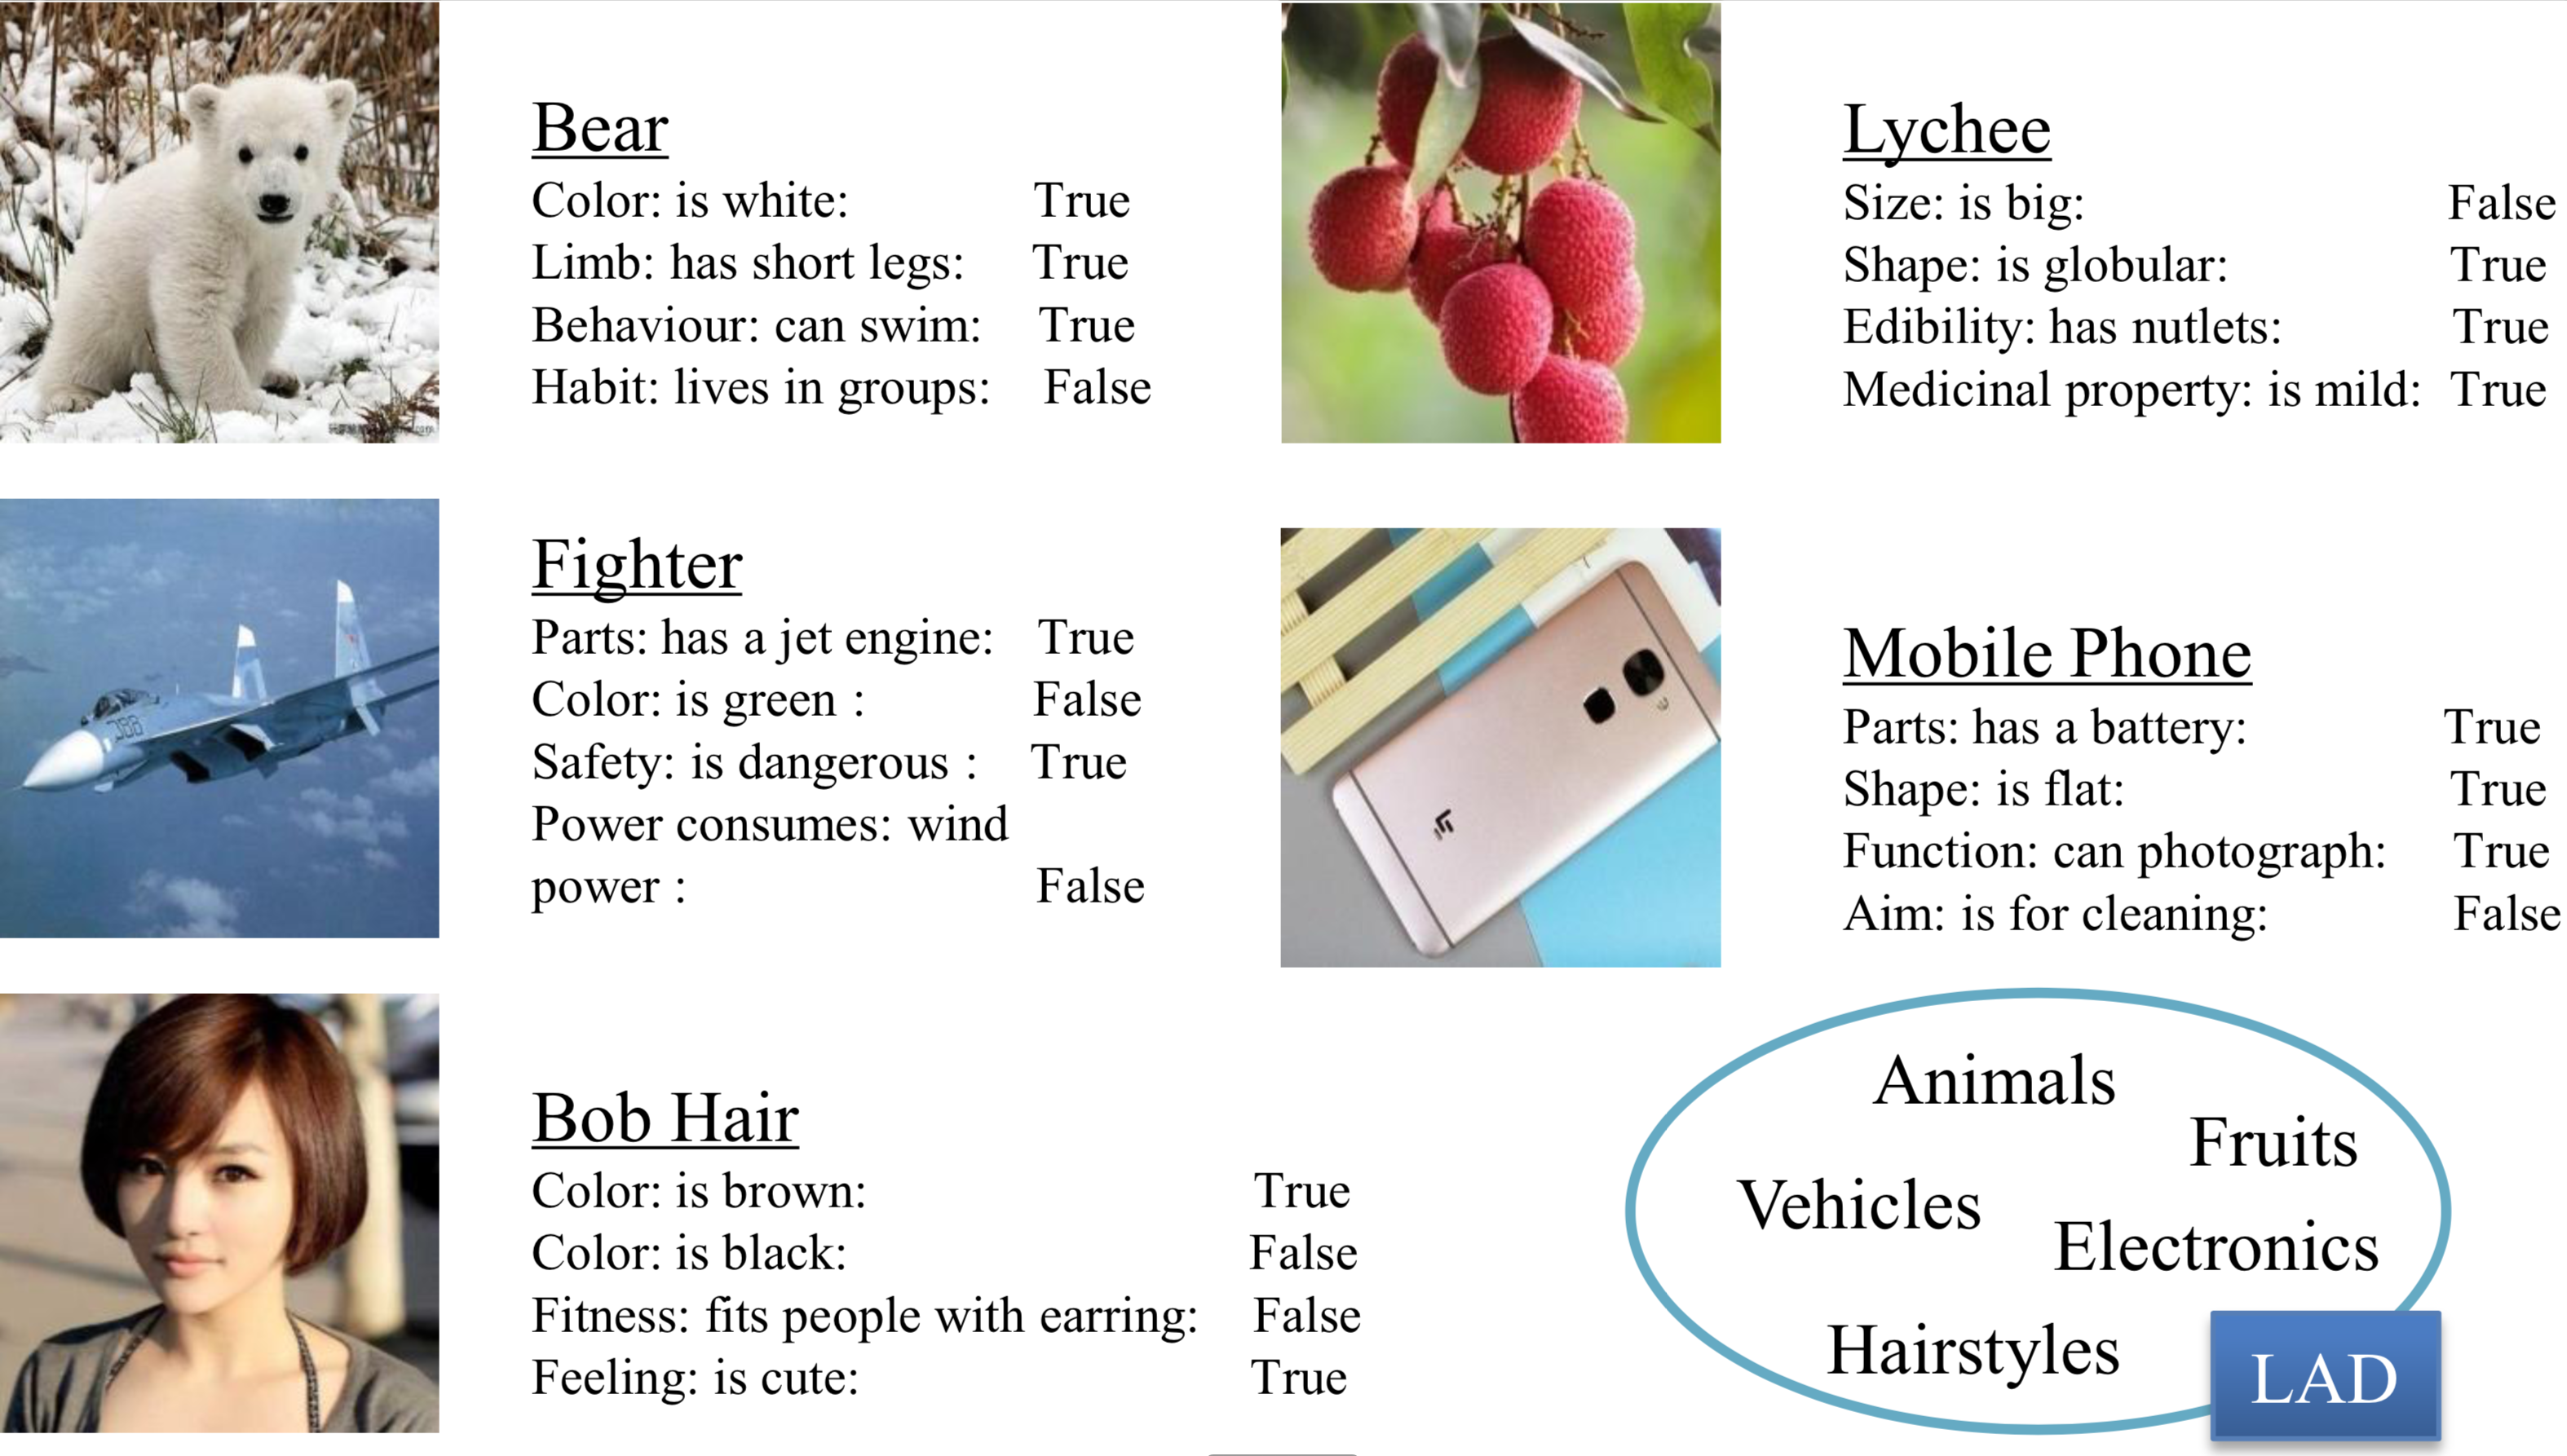 Bear
Color: is white: True
Limb: has short legs: True
Behaviour: can swim: True
Habit: lives in groups: False
Lychee
Size: is big: False
Shape: is globular: True
Edibility: has nutlets: True
Medicinal property: is mild: True
Fighter
Parts: has a jet engine: True
Color: is green : False
Safety: is dangerous : True
Power consumes: wind
power : False
388
Mobile Phone
Parts: has a battery: True
Shape: is flat: True
Function: can photograph: True
Aim: is for cleaning: False
Bob Hair
Color: is brown: True
Color: is black: False
Fitness: fits people with earring: False
Feeling: is cute: True
Animals
Fruits
Vehicles
Electronics
Hairstyles
LAD